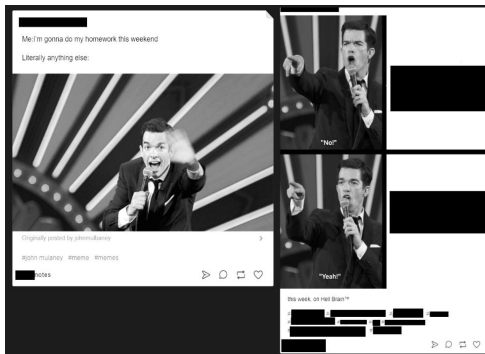 Me:I'm gonna do my homework this weekend
Literally anything else:
Originally posted by johnmulbaney
#john mulaney #meme #memes
notes
"No!"
"Yeah!"
this week, on Hell Brain™